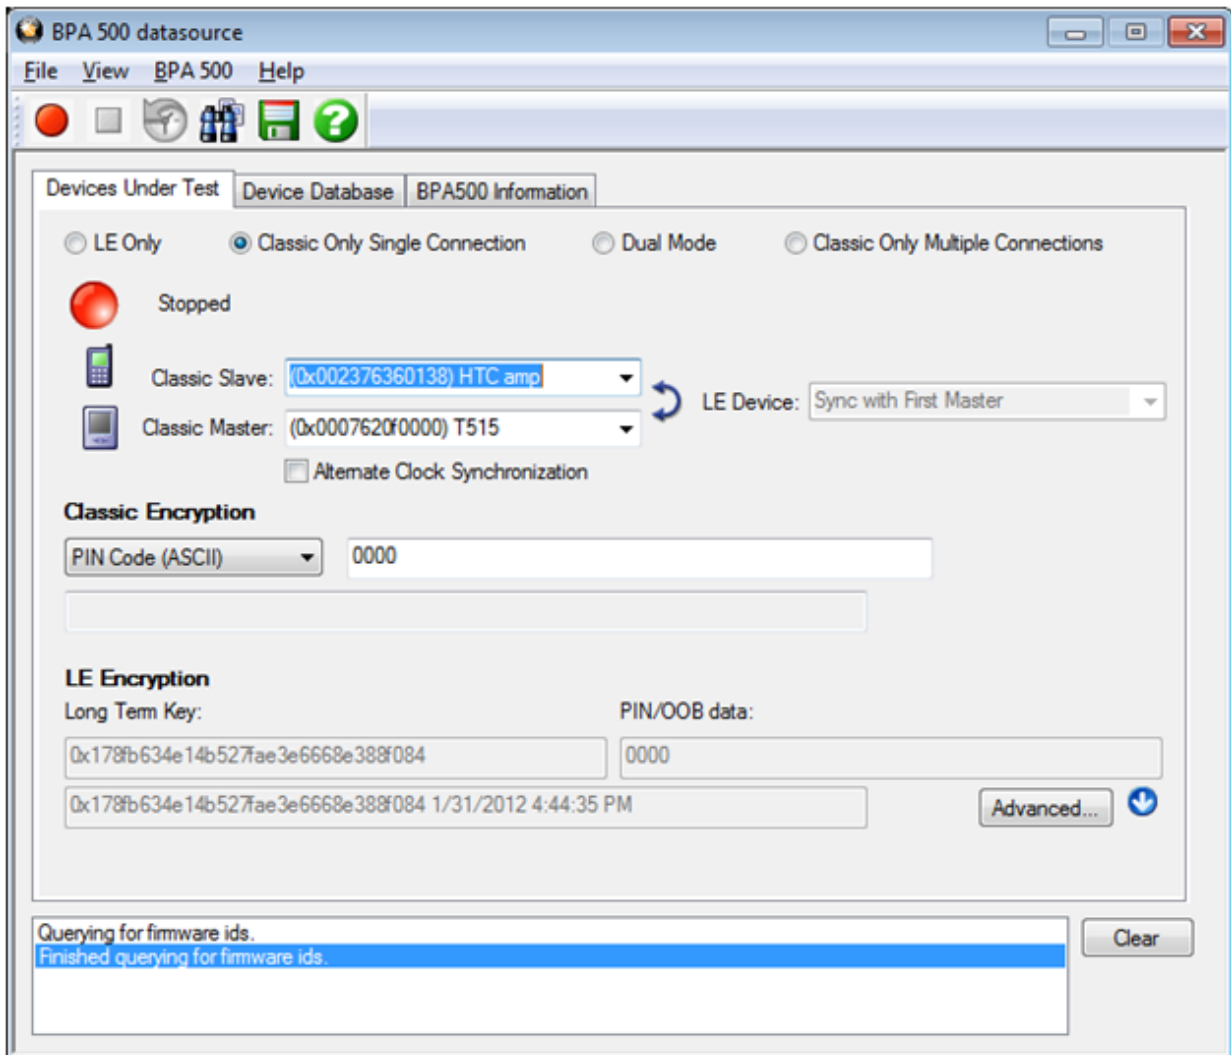 BPA 500 datasource
File View BPA 500 Help
Devices Under Test Device Database BPA500 Information
LE Only Classic Only Single Connection Dual Mode Classic Only Multiple Connections
Stopped
Classic Slave: (0x002376360138) HTC amp
LE Device: Sync with First Master
Classic Master: (0x0007620f0000) T515
Alternate Clock Synchronization
Classic Encryption
PIN Code (ASCII) 0000
LE Encryption
Long Term Key: PIN/OOB data:
0x178fb634e14b527fae3e6668e388f084 0000
0x178fb634e14b527fae3e6668e388f084 1/31/2012 4:44:35 PM Advanced...
Querying for firmware ids. Clear
Finished querying for firmware ids.